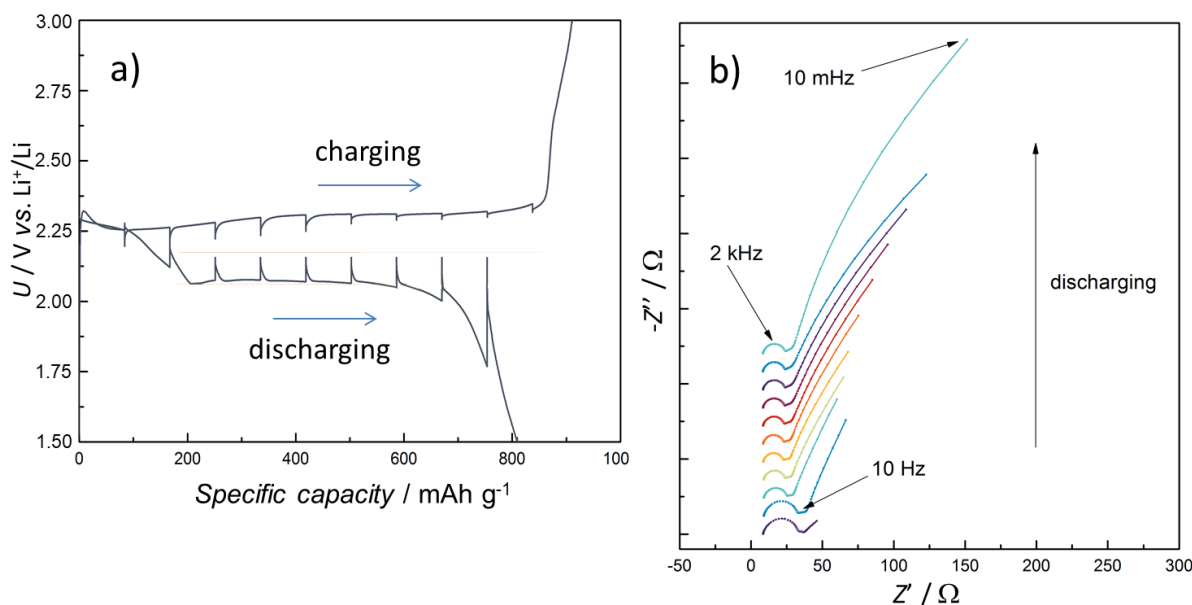 a)
3.00
2.75
2.50
2.25
2.00
1.75
1.50
U / V vs. Li⁺/Li
charging
discharging
0
200
400
600
800
100
Specific capacity / mAh g⁻¹
b)
10 mHz
2 kHz
discharging
10 Hz
-Z'' / Ω
-50
0
50
100
150
200
250
300
Z' / Ω